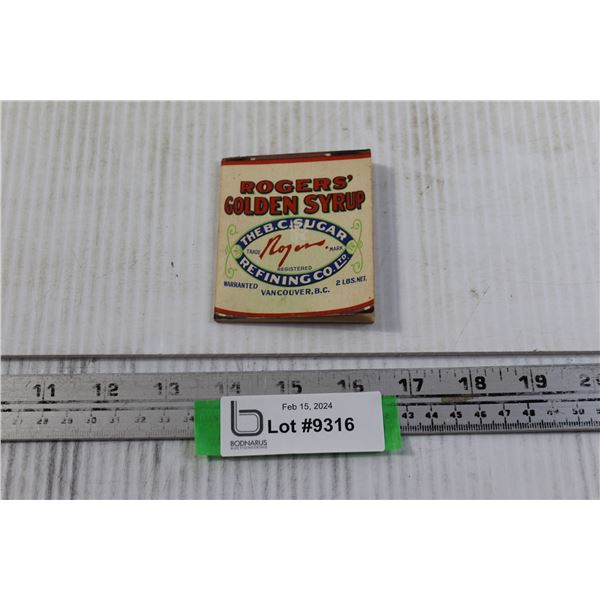 ROGERS'
GOLDEN SYRUP
THE B.C. SUGAR
TRADE Rogers MARK
REGISTERED
REFINING CO. LTD
WARRANTED 2 LBS. NET.
VANCOUVER, B.C.
11 12 13 14 15 16 17 18 19
Feb 15, 2024
Lot #9316
b
BODNARUS
AUCTIONEERING